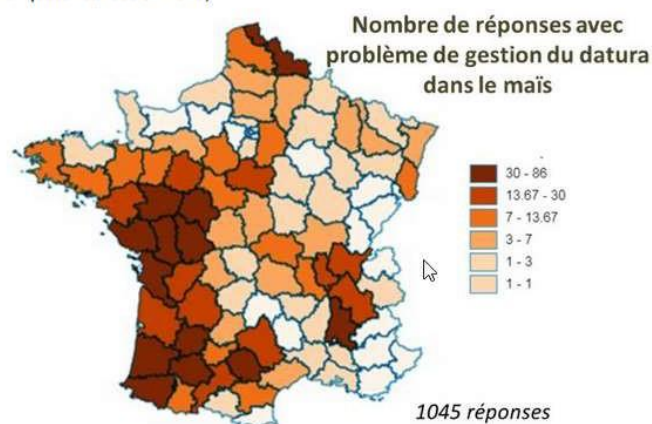 Nombre de réponses avec
problème de gestion du datura
dans le maïs
30 - 86
13.67 - 30
7 - 13.67
3 - 7
1 - 3
1 - 1
1045 réponses